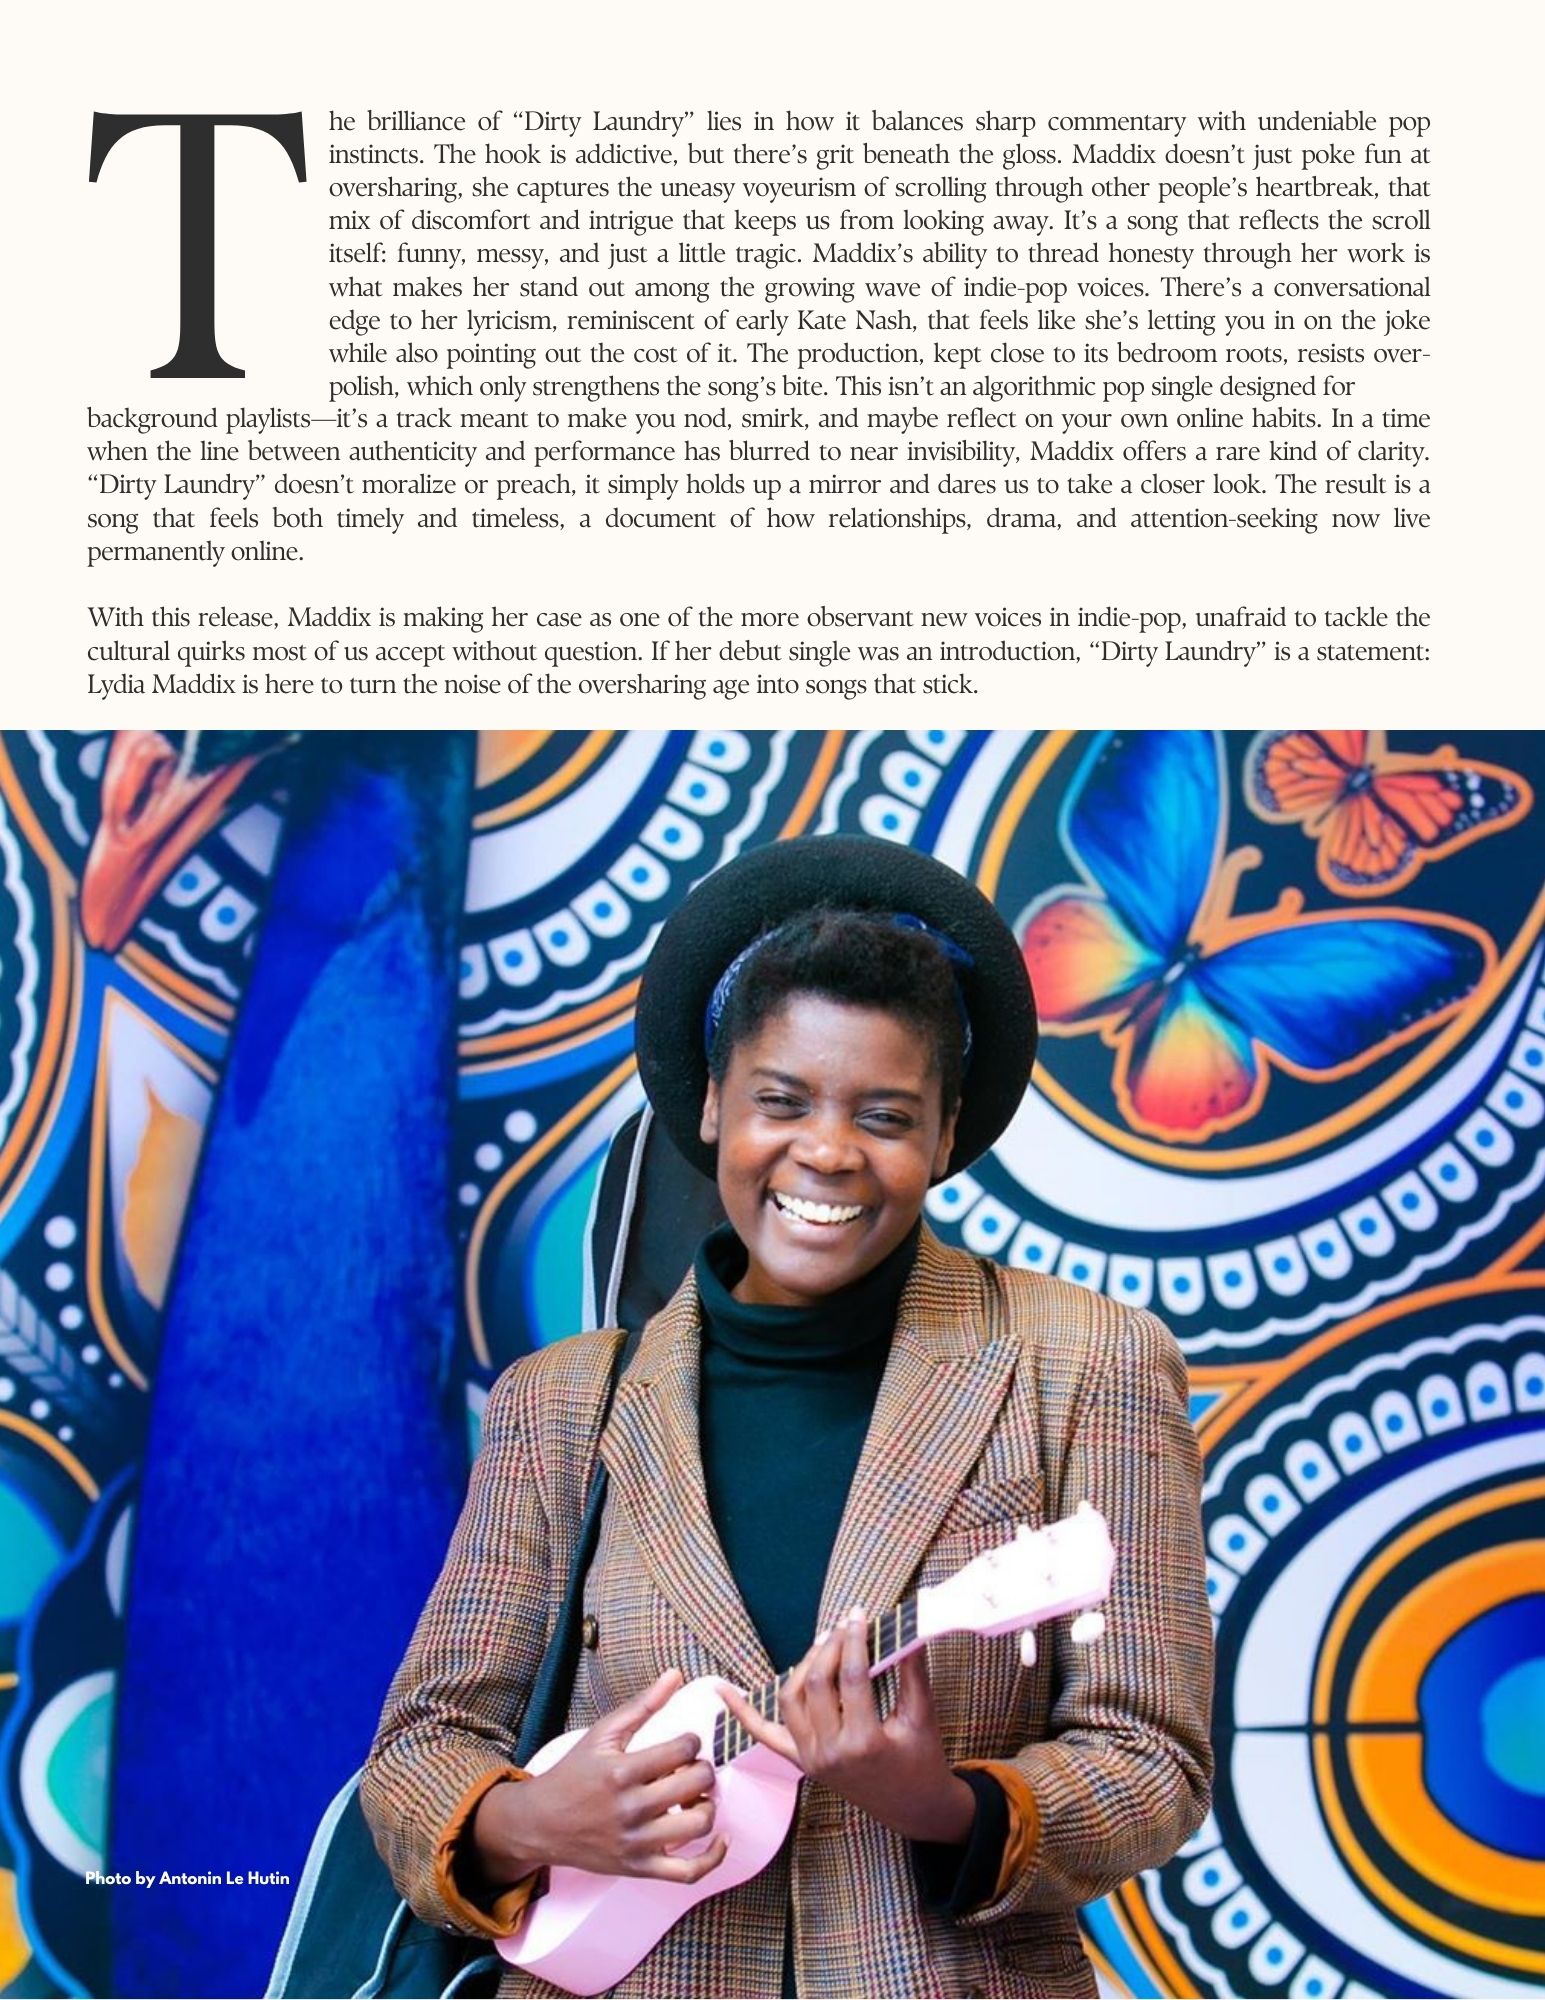 The brilliance of “Dirty Laundry” lies in how it balances sharp commentary with undeniable pop
instincts. The hook is addictive, but there’s grit beneath the gloss. Maddix doesn’t just poke fun at
oversharing, she captures the uneasy voyeurism of scrolling through other people’s heartbreak, that
mix of discomfort and intrigue that keeps us from looking away. It’s a song that reflects the scroll
itself: funny, messy, and just a little tragic. Maddix’s ability to thread honesty through her work is
what makes her stand out among the growing wave of indie-pop voices. There’s a conversational
edge to her lyricism, reminiscent of early Kate Nash, that feels like she’s letting you in on the joke
while also pointing out the cost of it. The production, kept close to its bedroom roots, resists over-
polish, which only strengthens the song’s bite. This isn’t an algorithmic pop single designed for
background playlists—it’s a track meant to make you nod, smirk, and maybe reflect on your own online habits. In a time
when the line between authenticity and performance has blurred to near invisibility, Maddix offers a rare kind of clarity.
“Dirty Laundry” doesn’t moralize or preach, it simply holds up a mirror and dares us to take a closer look. The result is a
song that feels both timely and timeless, a document of how relationships, drama, and attention-seeking now live
permanently online.
With this release, Maddix is making her case as one of the more observant new voices in indie-pop, unafraid to tackle the
cultural quirks most of us accept without question. If her debut single was an introduction, “Dirty Laundry” is a statement:
Lydia Maddix is here to turn the noise of the oversharing age into songs that stick.
Photo by Antonin Le Hutin